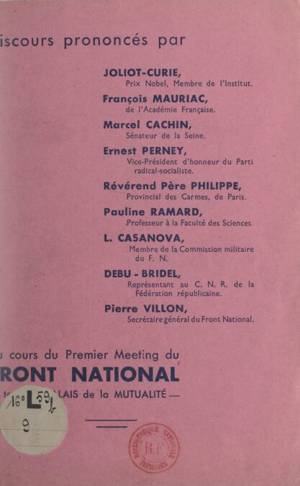 iscours prononcés par
JOLIOT-CURIE,
Prix Nobel, Membre de l'Institut.
François MAURIAC,
de l'Académie Française.
Marcel CACHIN,
Sénateur de la Seine.
Ernest PERNEY,
Vice-Président d'honneur du Parti
radical-socialiste.
Révérend Père PHILIPPE,
Provincial des Carmes, de Paris.
Pauline RAMARD,
Professeur à la Faculté des Sciences
L. CASANOVA,
Membre de la Commission militaire
du F. N.
DEBU-BRIDEL,
Représentant au C. N. R. de la
Fédération républicaine.
Pierre VILLON,
Secrétaire général du Front National.
u cours du Premier Meeting du
RONT NATIONAL
LAIS de la MUTUALITÉ —
16° L
9
R.F.